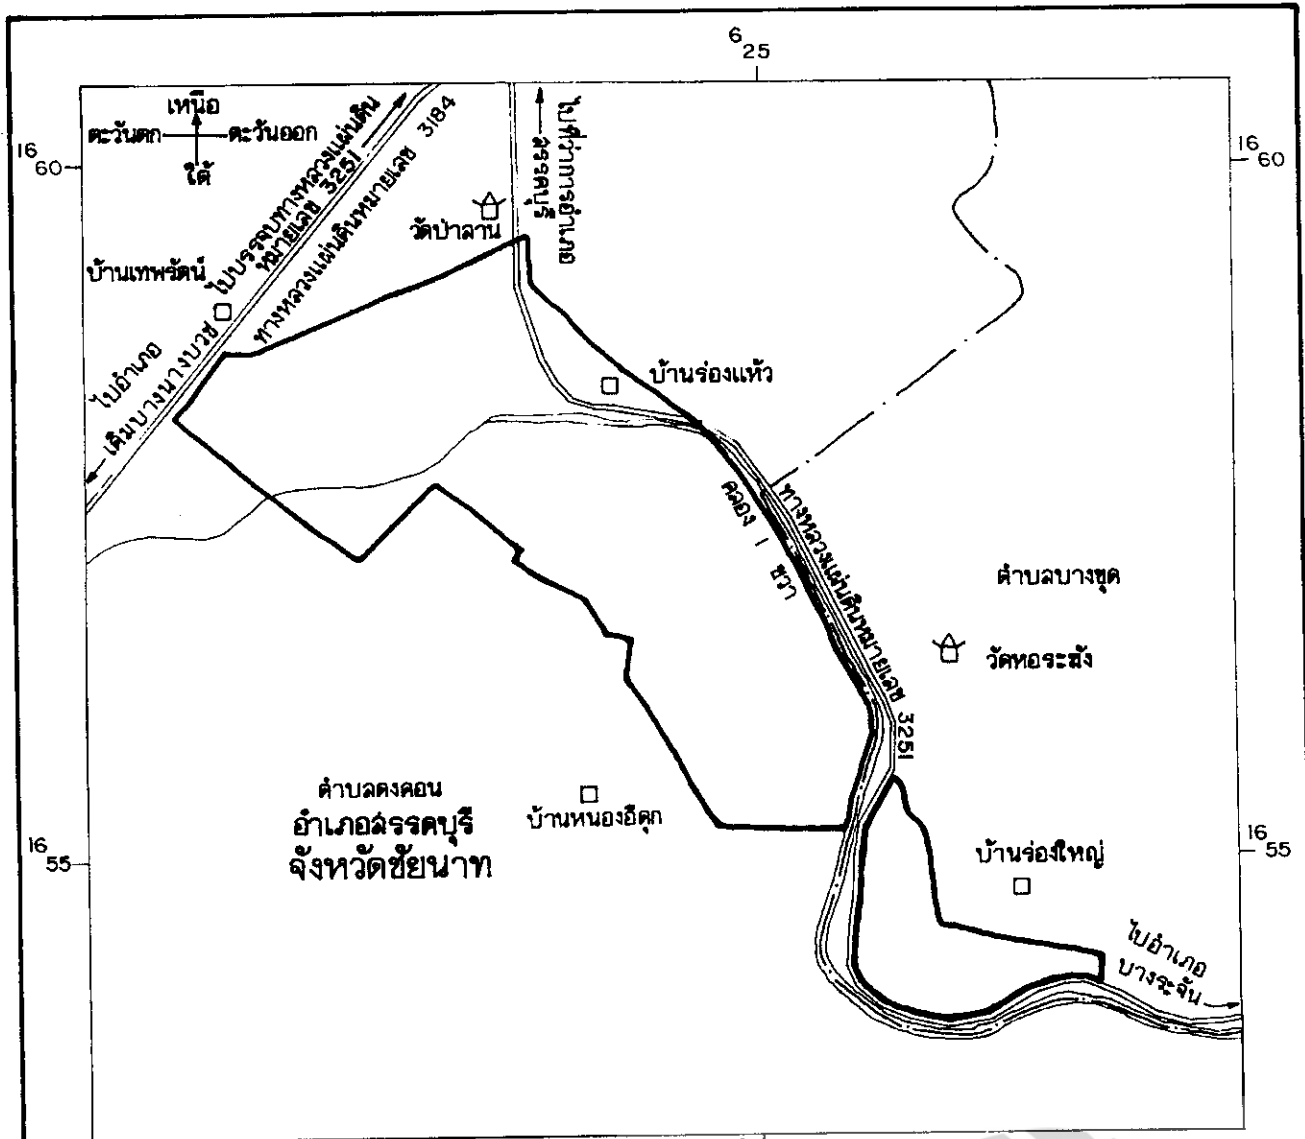 6
25
เหนือ
ตะวันตก
ตะวันออก
ใต้
16
60
16
60
ไปบรรจบทางหลวงแผ่นดิน
หมายเลข 3251
ทางหลวงแผ่นดินหมายเลข 3184
ไปที่ว่าการอำเภอ
สรรคบุรี
วัดป่าลาน
บ้านเทพรัตน์
ไปอำเภอ
เดิมบางนางบวช
บ้านร่องแห้ว
คลอง
ทางหลวงแผ่นดินหมายเลข 3251
ตำบลบางขุด
วัดหอระฆัง
ตำบลดงคอน
อำเภอสรรคบุรี
จังหวัดชัยนาท
บ้านหนองอีดุก
16
55
16
55
บ้านร่องใหญ่
ไปอำเภอ
บางระจัน